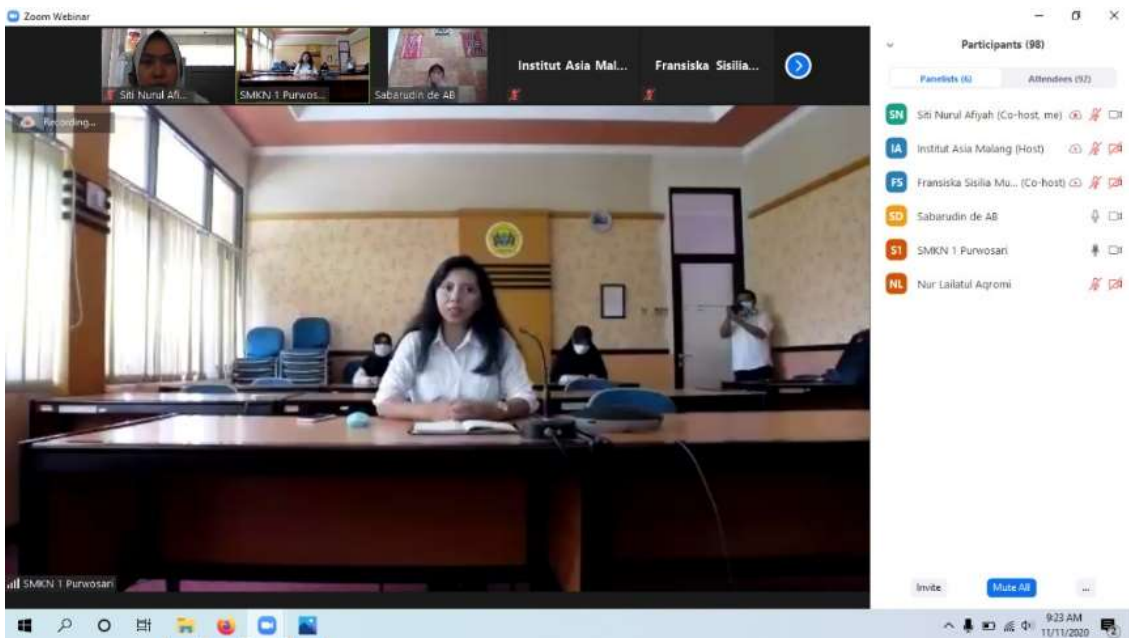 Zoom Webinar
Siti Nurul Afi...
SMKN 1 Purwos...
Sabarudin de AB
Institut Asia Mal...
Fransiska Sisilia...
Recording...
SMKN 1 Purwosari
Participants (98)
Panelists (6) Attendees (92)
SN Siti Nurul Afiyah (Co-host, me)
IA Institut Asia Malang (Host)
FS Fransiska Sisilia Mu... (Co-host)
SD Sabarudin de AB
S1 SMKN 1 Purwosari
NL Nur Lailatul Aqromi
Invite Mute All ...
9:23 AM
11/11/2020
2